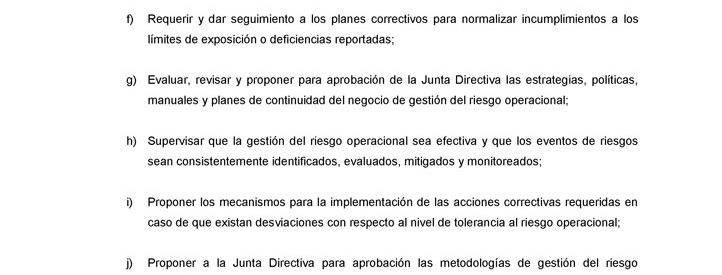 f) Requerir y dar seguimiento a los planes correctivos para normalizar incumplimientos a los
límites de exposición o deficiencias reportadas;
g) Evaluar, revisar y proponer para aprobación de la Junta Directiva las estrategias, políticas,
manuales y planes de continuidad del negocio de gestión del riesgo operacional;
h) Supervisar que la gestión del riesgo operacional sea efectiva y que los eventos de riesgos
sean consistentemente identificados, evaluados, mitigados y monitoreados;
i) Proponer los mecanismos para la implementación de las acciones correctivas requeridas en
caso de que existan desviaciones con respecto al nivel de tolerancia al riesgo operacional;
j) Proponer a la Junta Directiva para aprobación las metodologías de gestión del riesgo